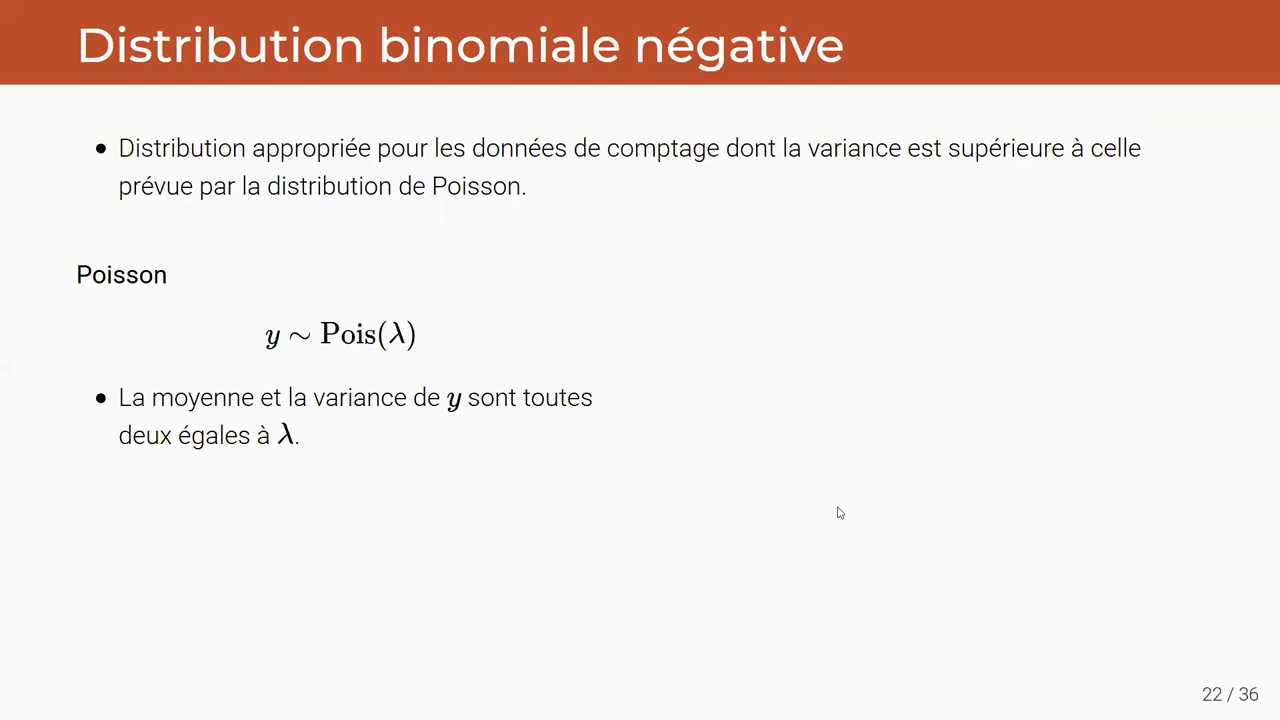 Distribution binomiale négative
• Distribution appropriée pour les données de comptage dont la variance est supérieure à celle
prévue par la distribution de Poisson.
Poisson
y ∼ Pois(λ)
• La moyenne et la variance de y sont toutes
deux égales à λ.
22 / 36